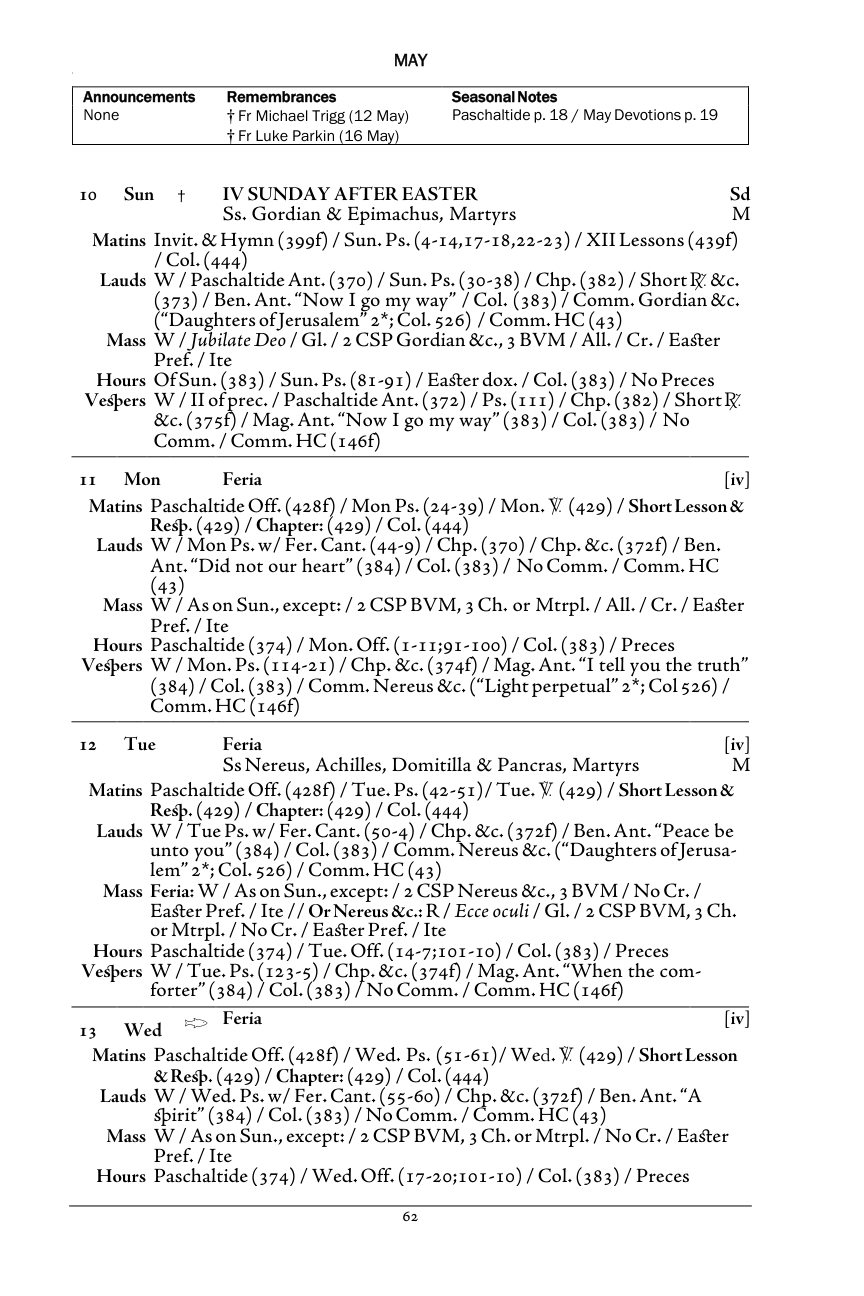 MAY
Announcements Remembrances Seasonal Notes
None † Fr Michael Trigg (12 May) Paschaltide p. 18 / May Devotions p. 19
† Fr Luke Parkin (16 May)
10 Sun † IV SUNDAY AFTER EASTER Sd
Ss. Gordian & Epimachus, Martyrs M
Matins Invit. & Hymn (399f) / Sun. Ps. (4-14,17-18,22-23) / XII Lessons (439f)
/ Col. (444)
Lauds W / Paschaltide Ant. (370) / Sun. Ps. (30-38) / Chp. (382) / Short ℟. &c.
(373) / Ben. Ant. “Now I go my way” / Col. (383) / Comm. Gordian &c.
(“Daughters of Jerusalem” 2*; Col. 526) / Comm. HC (43)
Mass W / Jubilate Deo / Gl. / 2 CSP Gordian &c., 3 BVM / All. / Cr. / Easter
Pref. / Ite
Hours Of Sun. (383) / Sun. Ps. (81-91) / Easter dox. / Col. (383) / No Preces
Vespers W / II of prec. / Paschaltide Ant. (372) / Ps. (111) / Chp. (382) / Short ℟.
&c. (375f) / Mag. Ant. “Now I go my way” (383) / Col. (383) / No
Comm. / Comm. HC (146f)
11 Mon Feria [iv]
Matins Paschaltide Off. (428f) / Mon Ps. (24-39) / Mon. ℣. (429) / Short Lesson &
Resp. (429) / Chapter: (429) / Col. (444)
Lauds W / Mon Ps. w/ Fer. Cant. (44-9) / Chp. (370) / Chp. &c. (372f) / Ben.
Ant. “Did not our heart” (384) / Col. (383) / No Comm. / Comm. HC
(43)
Mass W / As on Sun., except: / 2 CSP BVM, 3 Ch. or Mtrpl. / All. / Cr. / Easter
Pref. / Ite
Hours Paschaltide (374) / Mon. Off. (1-11;91-100) / Col. (383) / Preces
Vespers W / Mon. Ps. (114-21) / Chp. &c. (374f) / Mag. Ant. “I tell you the truth”
(384) / Col. (383) / Comm. Nereus &c. (“Light perpetual” 2*; Col 526) /
Comm. HC (146f)
12 Tue Feria [iv]
Ss Nereus, Achilles, Domitilla & Pancras, Martyrs M
Matins Paschaltide Off. (428f) / Tue. Ps. (42-51)/ Tue. ℣. (429) / Short Lesson &
Resp. (429) / Chapter: (429) / Col. (444)
Lauds W / Tue Ps. w/ Fer. Cant. (50-4) / Chp. &c. (372f) / Ben. Ant. “Peace be
unto you” (384) / Col. (383) / Comm. Nereus &c. (“Daughters of Jerusa-
lem” 2*; Col. 526) / Comm. HC (43)
Mass Feria: W / As on Sun., except: / 2 CSP Nereus &c., 3 BVM / No Cr. /
Easter Pref. / Ite // Or Nereus &c.: R / Ecce oculi / Gl. / 2 CSP BVM, 3 Ch.
or Mtrpl. / No Cr. / Easter Pref. / Ite
Hours Paschaltide (374) / Tue. Off. (14-7;101-10) / Col. (383) / Preces
Vespers W / Tue. Ps. (123-5) / Chp. &c. (374f) / Mag. Ant. “When the com-
forter” (384) / Col. (383) / No Comm. / Comm. HC (146f)
13 Wed Feria [iv]
Matins Paschaltide Off. (428f) / Wed. Ps. (51-61)/ Wed. ℣. (429) / Short Lesson
& Resp. (429) / Chapter: (429) / Col. (444)
Lauds W / Wed. Ps. w/ Fer. Cant. (55-60) / Chp. &c. (372f) / Ben. Ant. “A
spirit” (384) / Col. (383) / No Comm. / Comm. HC (43)
Mass W / As on Sun., except: / 2 CSP BVM, 3 Ch. or Mtrpl. / No Cr. / Easter
Pref. / Ite
Hours Paschaltide (374) / Wed. Off. (17-20;101-10) / Col. (383) / Preces
62